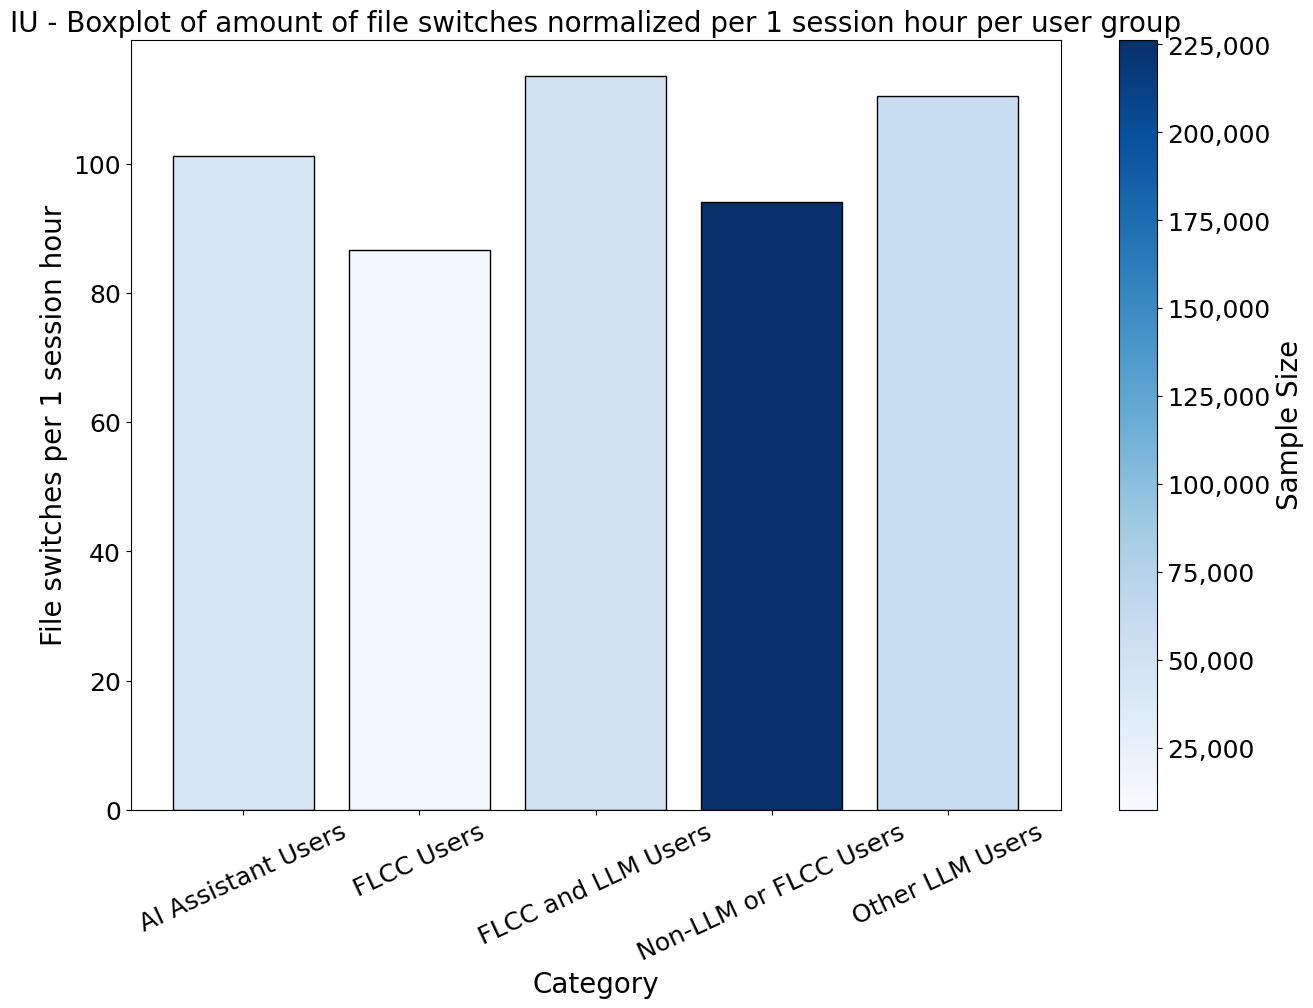 IU - Boxplot of amount of file switches normalized per 1 session hour per user group
File switches per 1 session hour
100
80
60
40
20
0
AI Assistant Users
FLCC Users
FLCC and LLM Users
Non-LLM or FLCC Users
Other LLM Users
Category
225,000
200,000
175,000
150,000
125,000
100,000
75,000
50,000
25,000
Sample Size